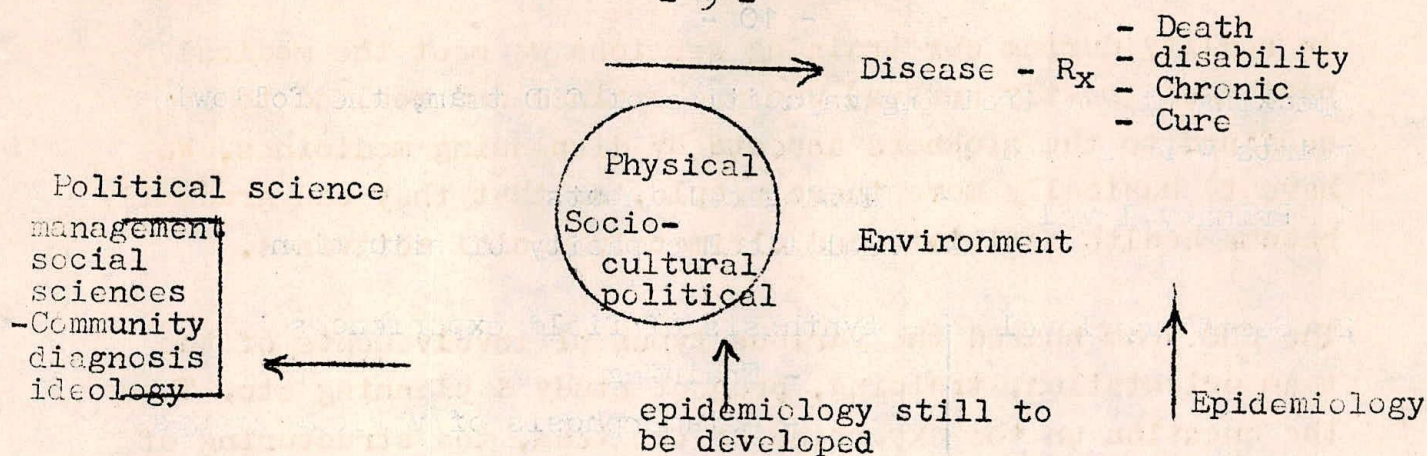 - 9 -
- Death
- disability
Disease - Rx
- Chronic
- Cure
Physical
Socio-
cultural
political
Environment
Political science
management
social
sciences
-Community
diagnosis
ideology
epidemiology still to
be developed
Epidemiology